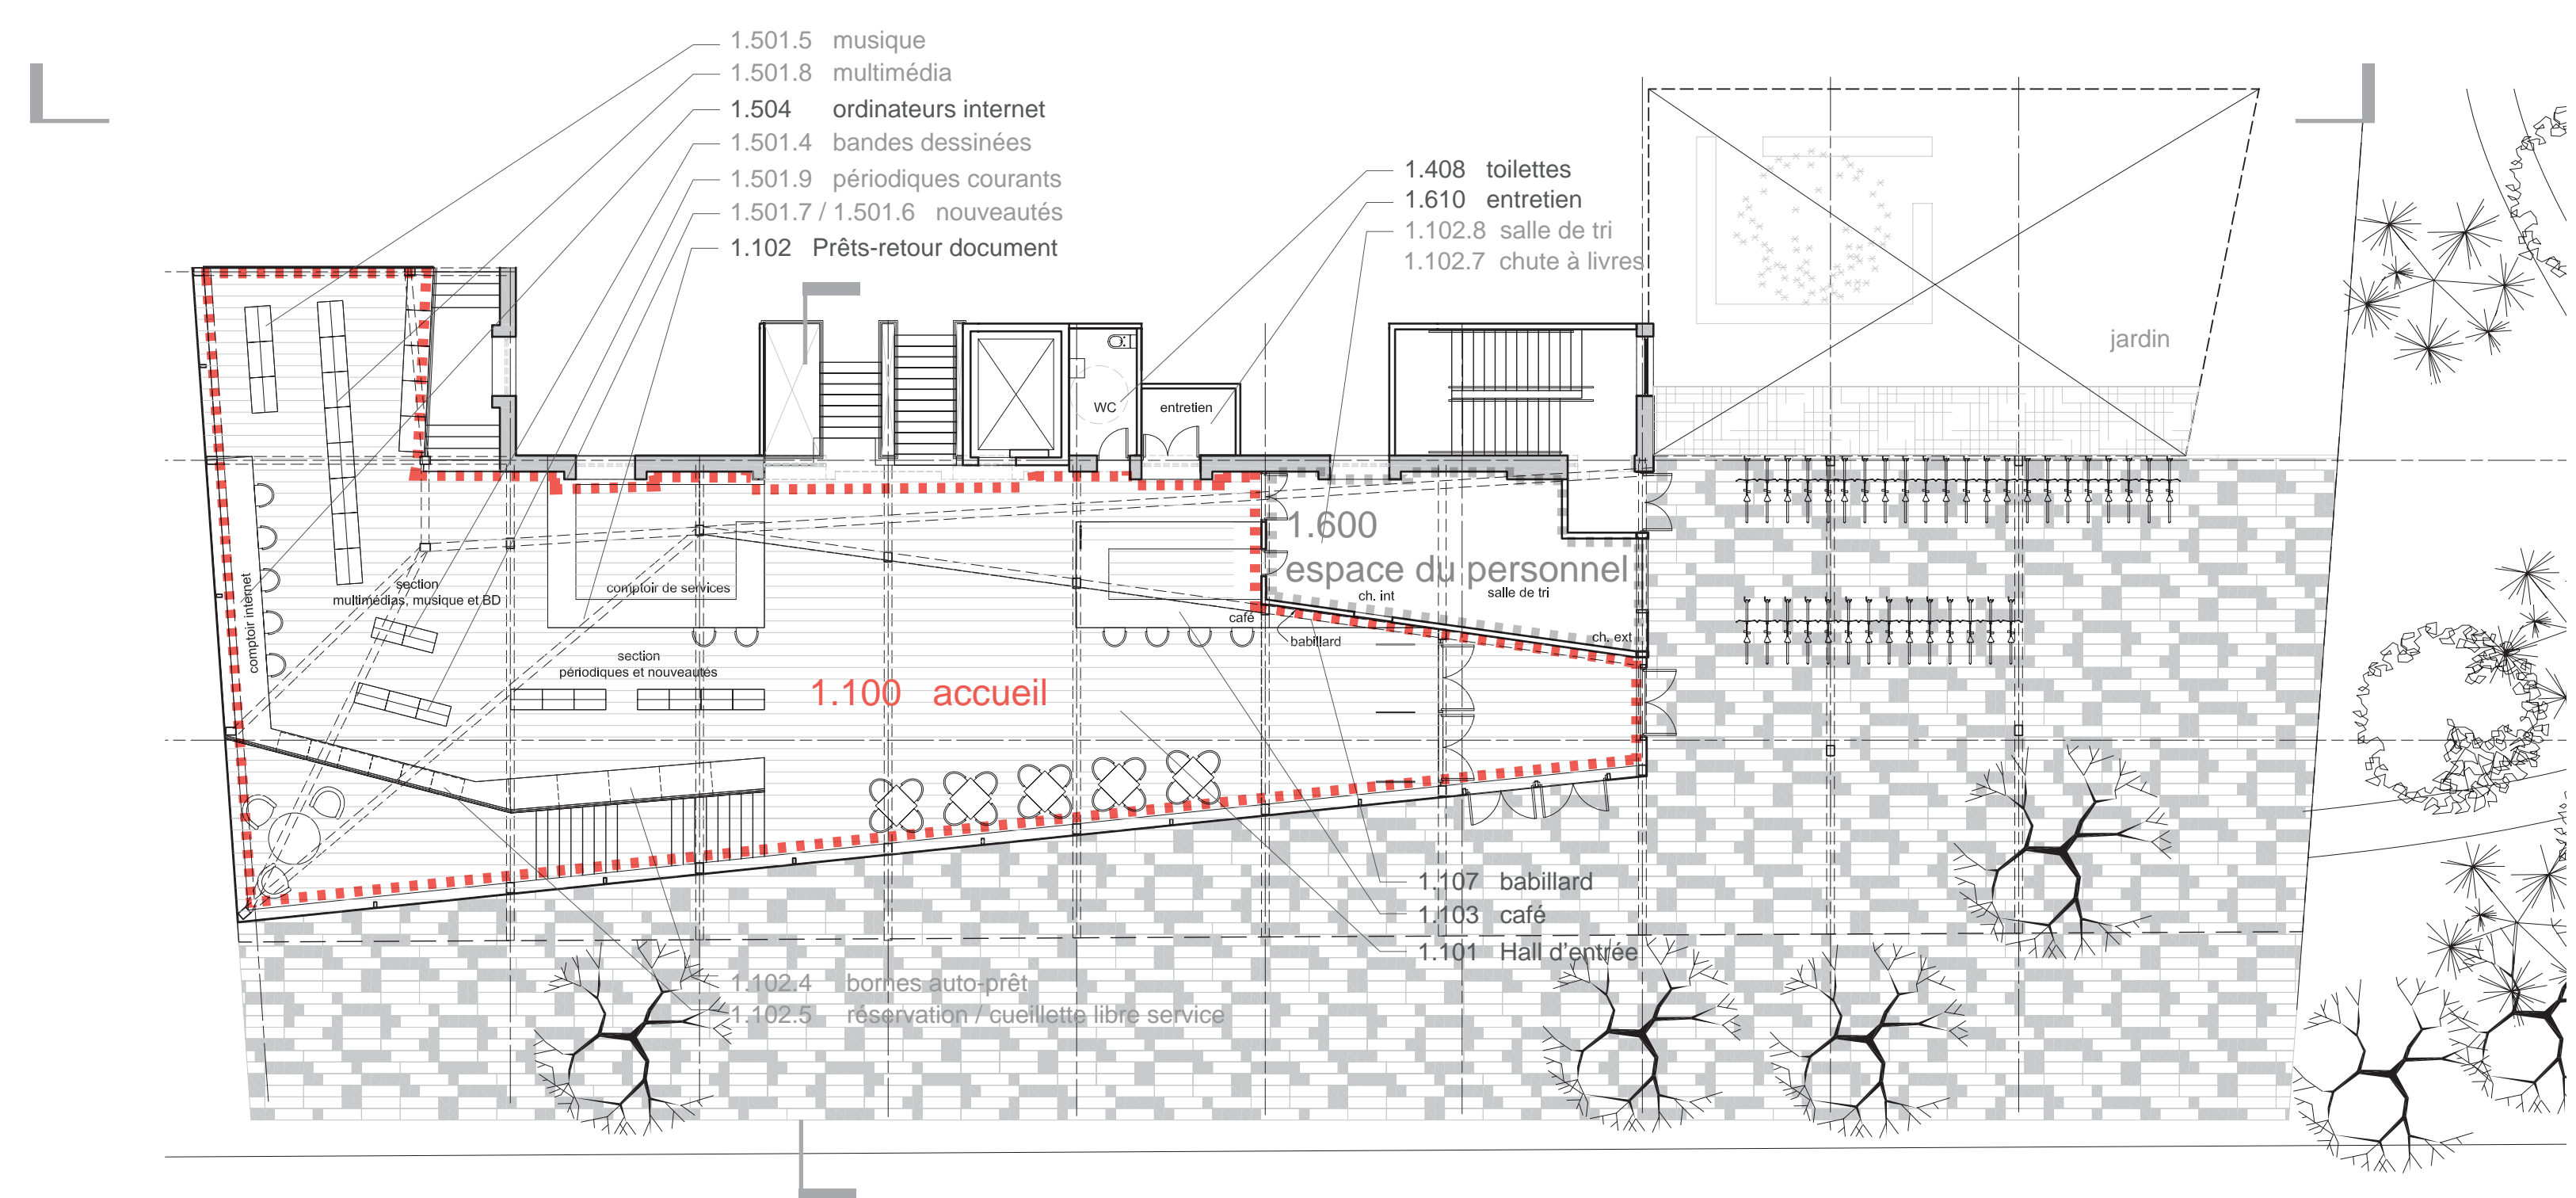 1.501.5 musique
1.501.8 multimédia
1.504 ordinateurs internet
1.501.4 bandes dessinées
1.501.9 périodiques courants
1.501.7 / 1.501.6 nouveautés
1.102 Prêts-retour document
1.408 toilettes
1.610 entretien
1.102.8 salle de tri
1.102.7 chute à livres
jardin
WC
entretien
1.600
espace du personnel
ch. int
salle de tri
ch. ext
comptoir internet
section
multimédias, musique et BD
comptoir de services
café
babillard
section
périodiques et nouveautés
1.100 accueil
1.107 babillard
1.103 café
1.101 Hall d'entrée
1.102.4 bornes auto-prêt
1.102.5 réservation / cueillette libre service